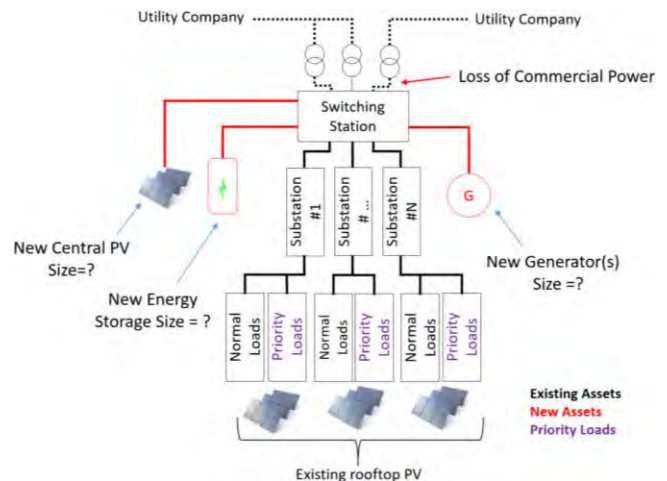 Utility Company
Utility Company
Loss of Commercial Power
Switching
Station
Substation
#1
Substation
# ...
Substation
#N
G
New Central PV
Size=?
New Energy
Storage Size = ?
New Generator(s)
Size =?
Normal
Loads
Priority
Loads
Normal
Loads
Priority
Loads
Normal
Loads
Priority
Loads
Existing Assets
New Assets
Priority Loads
Existing rooftop PV